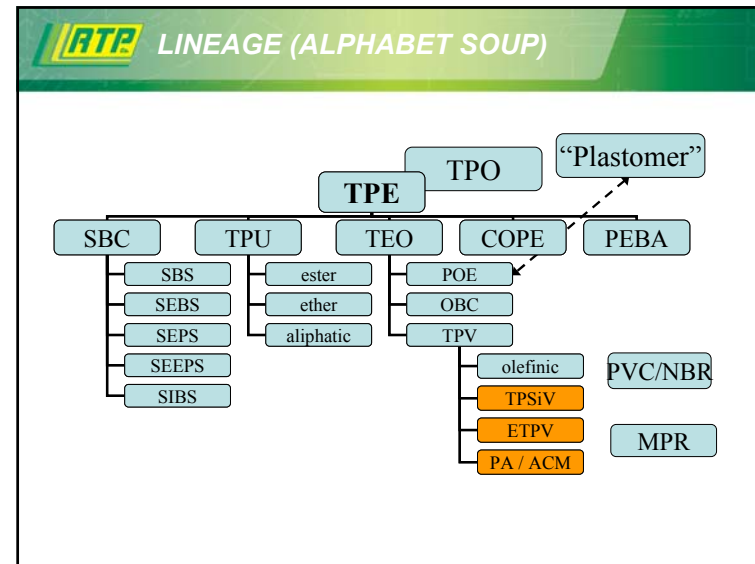 RTP LINEAGE (ALPHABET SOUP)
TPO
“Plastomer”
TPE
SBC
TPU
TEO
COPE
PEBA
SBS
ester
POE
SEBS
ether
OBC
SEPS
aliphatic
TPV
SEEPS
olefinic
PVC/NBR
SIBS
TPSiV
ETPV
MPR
PA / ACM